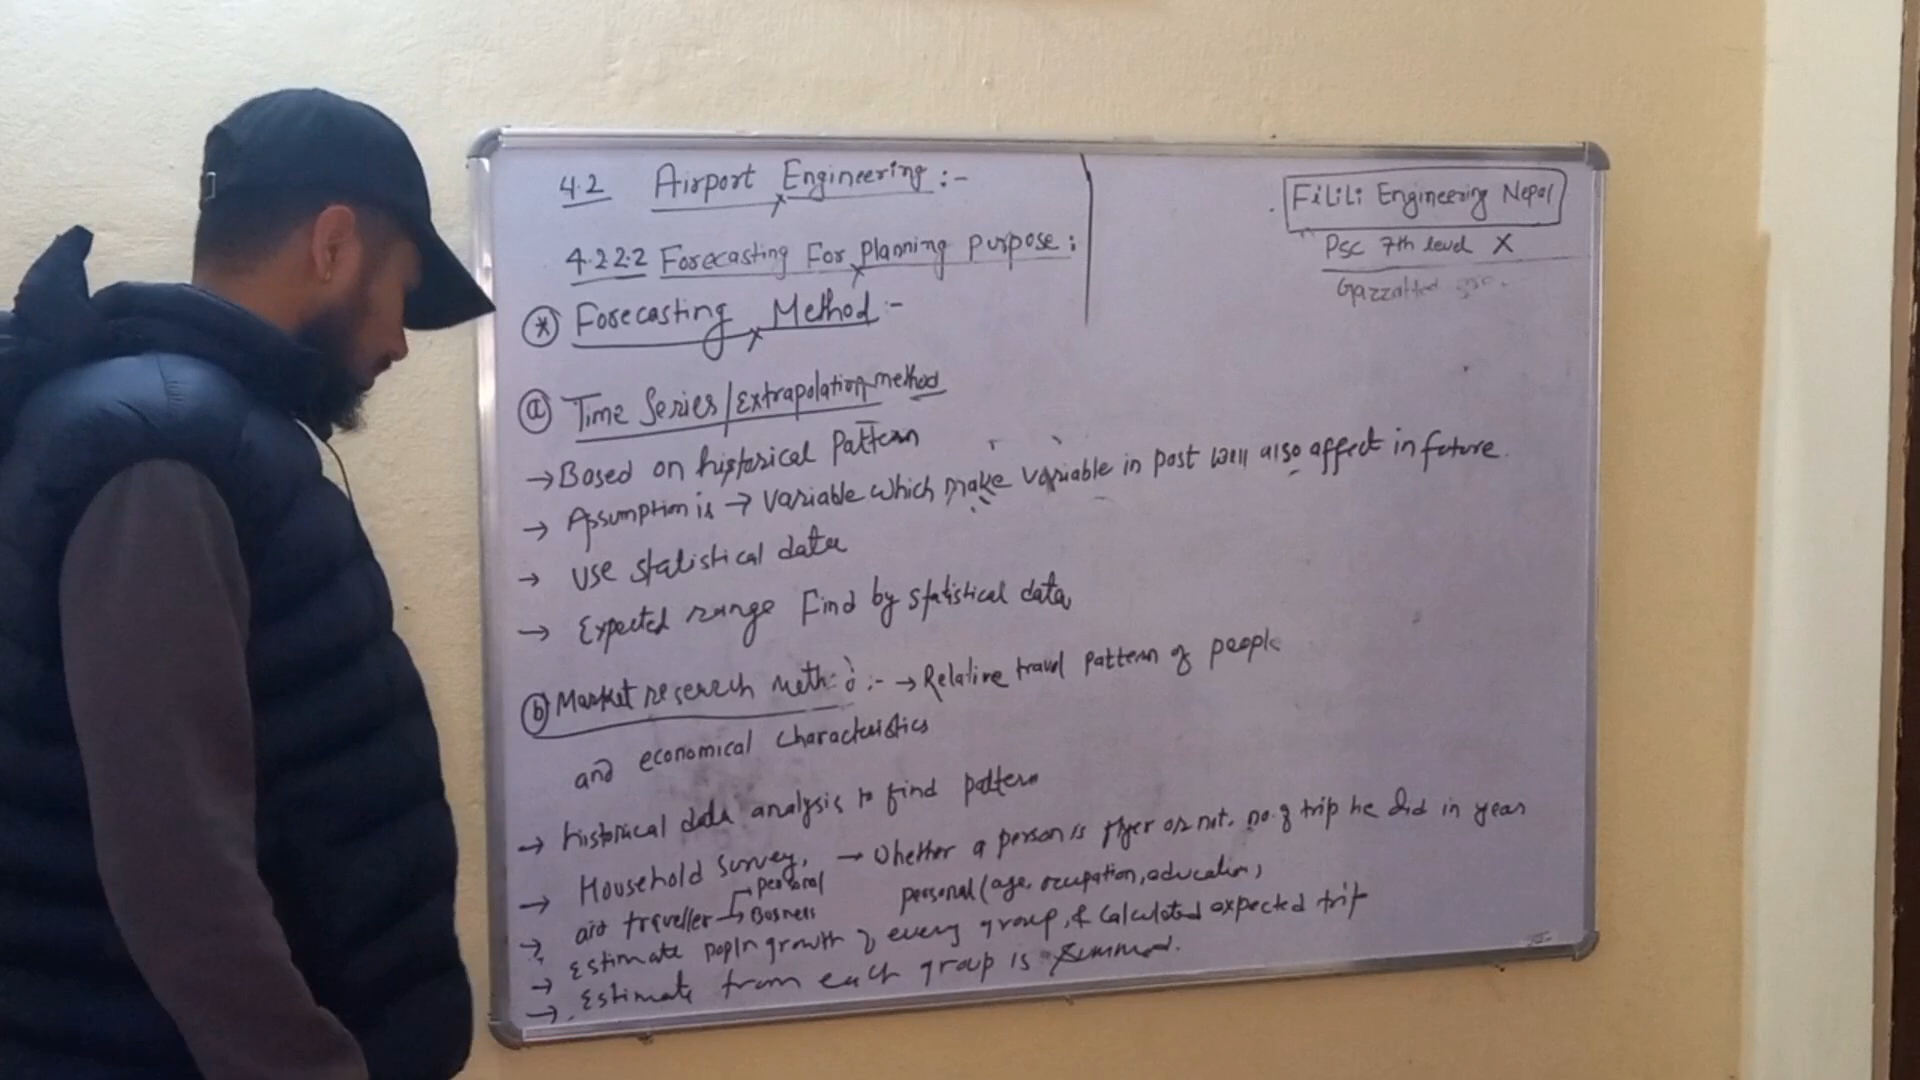 4.2 Airport Engineering :-
4.2.2.2 Forecasting For planning purpose :
* Forecasting Method :-
a Time Series/Extrapolation method
→ Based on historical Pattern
→ Assumption is → variable which make variable in past will also affect in future.
→ use statistical data
→ Expected range Find by statistical data
b Market research meth :- → Relative travel pattern of people
and economical characteristics
→ historical data analysis to find pattern
→ Household survey, → whether a person is flyer or not, no. of trip he did in year
personal (age, occupation, education,
→ air traveller → personal
→ Busness
→ Estimate popln growth of every group, & calculated expected trip
→ Estimate from each group is summed.
Filili Engineering Nepal
Psc 7th level X
Gazzatted